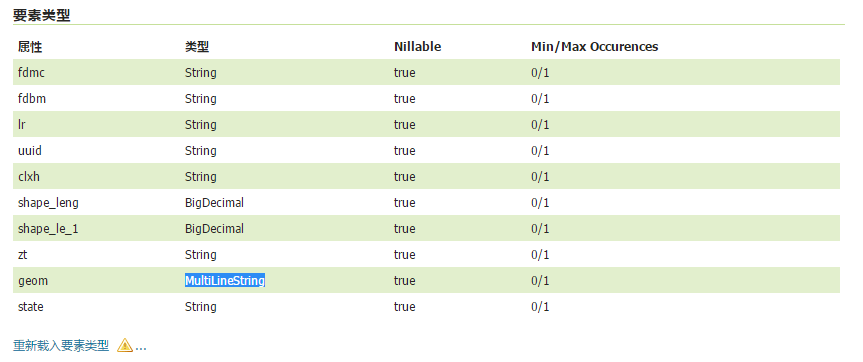 要素类型
属性 类型 Nillable Min/Max Occurences
fdmc String true 0/1
fdbm String true 0/1
lr String true 0/1
uuid String true 0/1
clxh String true 0/1
shape_leng BigDecimal true 0/1
shape_le_1 BigDecimal true 0/1
zt String true 0/1
geom MultiLineString true 0/1
state String true 0/1
重新载入要素类型 ...